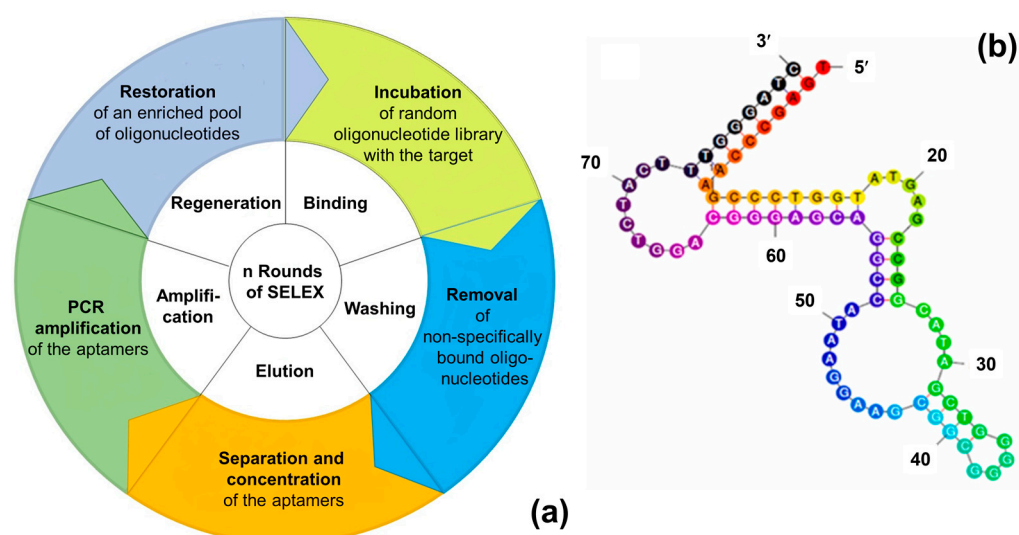 (a)
Restoration
of an enriched pool
of oligonucleotides
Incubation
of random
oligonucleotide library
with the target
Regeneration
Binding
n Rounds
of SELEX
Amplifi-
cation
Washing
Elution
PCR
amplification
of the aptamers
Removal
of
non-specifically
bound oligo-
nucleotides
Separation and
concentration
of the aptamers
(b)
3′
5′
20
30
40
50
60
70